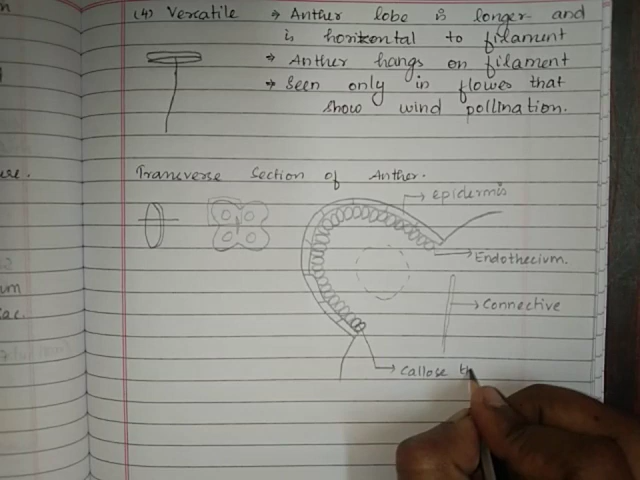 (4) Versatile → Anther lobe is longer and
is horizontal to filament
→ Anther hangs on filament
→ Seen only in flowes that
show wind pollination.
Transverse Section of Anther.
→ epidermis
→ Endothecium.
→ Connective
→ Callose